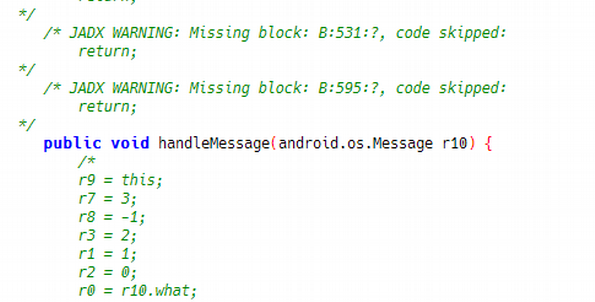 return;
*/
/* JADX WARNING: Missing block: B:531:?, code skipped:
return;
*/
/* JADX WARNING: Missing block: B:595:?, code skipped:
return;
*/
public void handleMessage(android.os.Message r10) {
/*
r9 = this;
r7 = 3;
r8 = -1;
r3 = 2;
r1 = 1;
r2 = 0;
r0 = r10.what;